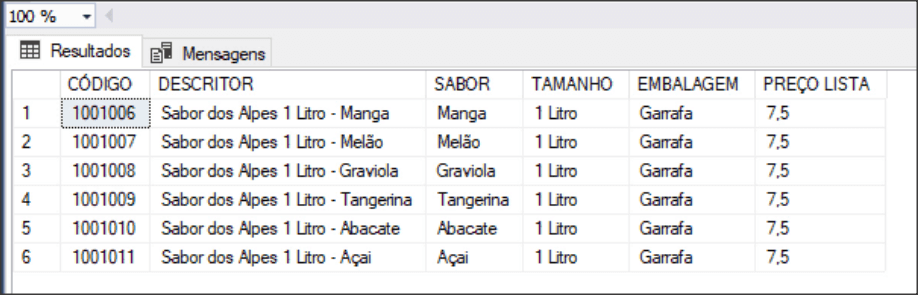 100 %
Resultados Mensagens
CÓDIGO DESCRITOR SABOR TAMANHO EMBALAGEM PREÇO LISTA
1 1001006 Sabor dos Alpes 1 Litro - Manga Manga 1 Litro Garrafa 7,5
2 1001007 Sabor dos Alpes 1 Litro - Melão Melão 1 Litro Garrafa 7,5
3 1001008 Sabor dos Alpes 1 Litro - Graviola Graviola 1 Litro Garrafa 7,5
4 1001009 Sabor dos Alpes 1 Litro - Tangerina Tangerina 1 Litro Garrafa 7,5
5 1001010 Sabor dos Alpes 1 Litro - Abacate Abacate 1 Litro Garrafa 7,5
6 1001011 Sabor dos Alpes 1 Litro - Açai Açai 1 Litro Garrafa 7,5